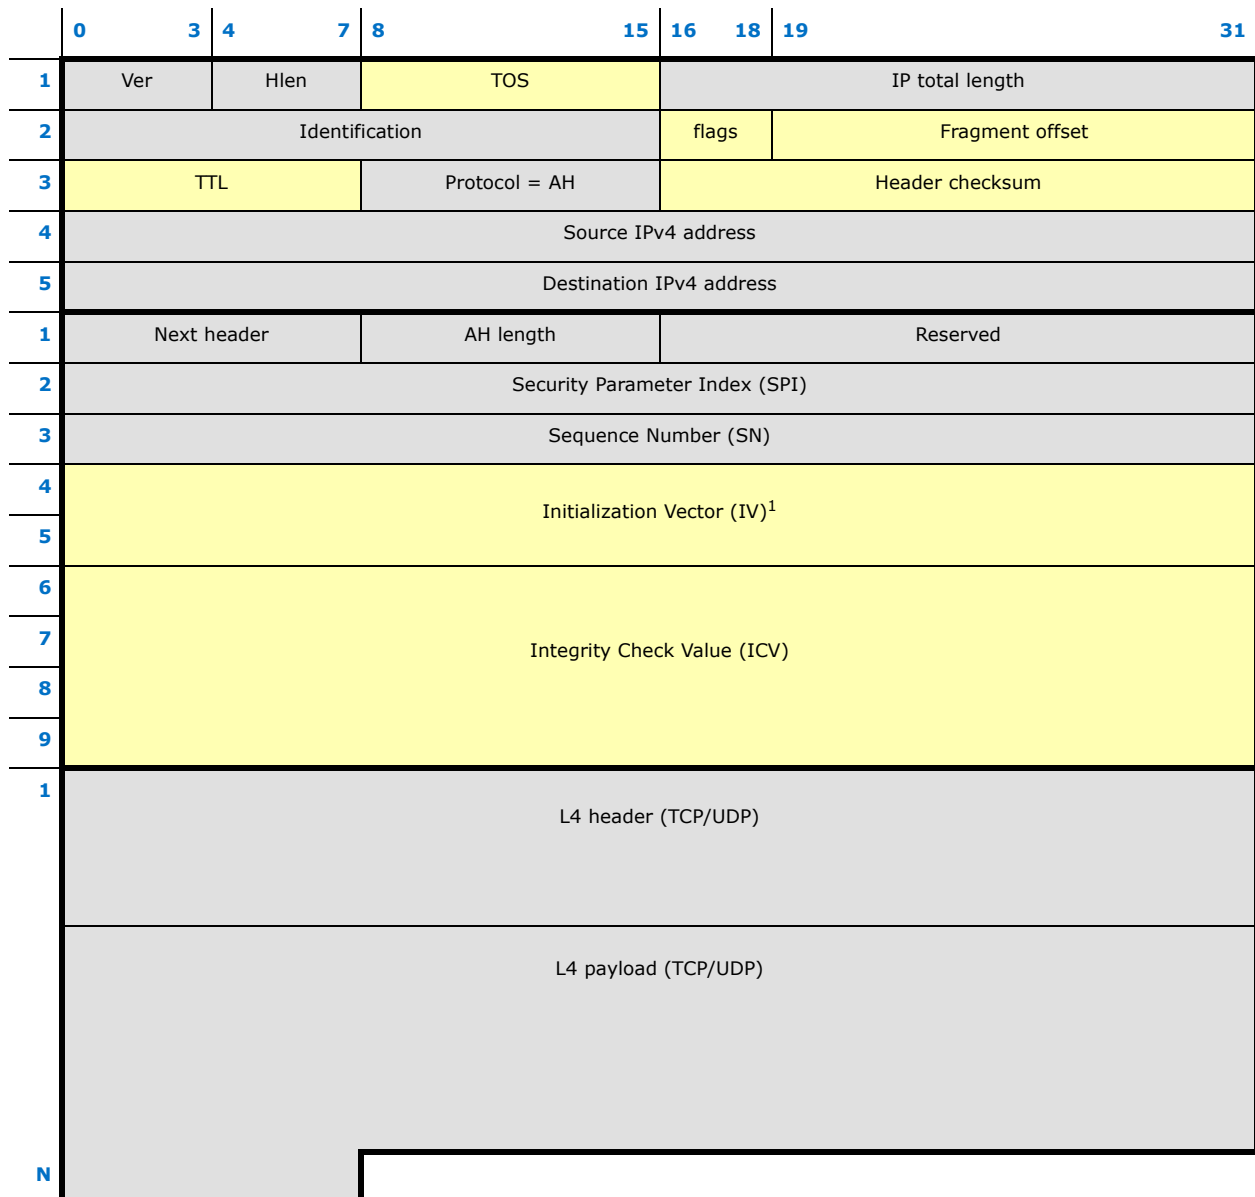 0 3 4 7 8 15 16 18 19 31
1 Ver Hlen TOS IP total length
2 Identification flags Fragment offset
3 TTL Protocol = AH Header checksum
4 Source IPv4 address
5 Destination IPv4 address
1 Next header AH length Reserved
2 Security Parameter Index (SPI)
3 Sequence Number (SN)
4
Initialization Vector (IV)1
5
6
7
Integrity Check Value (ICV)
8
9
1
L4 header (TCP/UDP)
L4 payload (TCP/UDP)
N